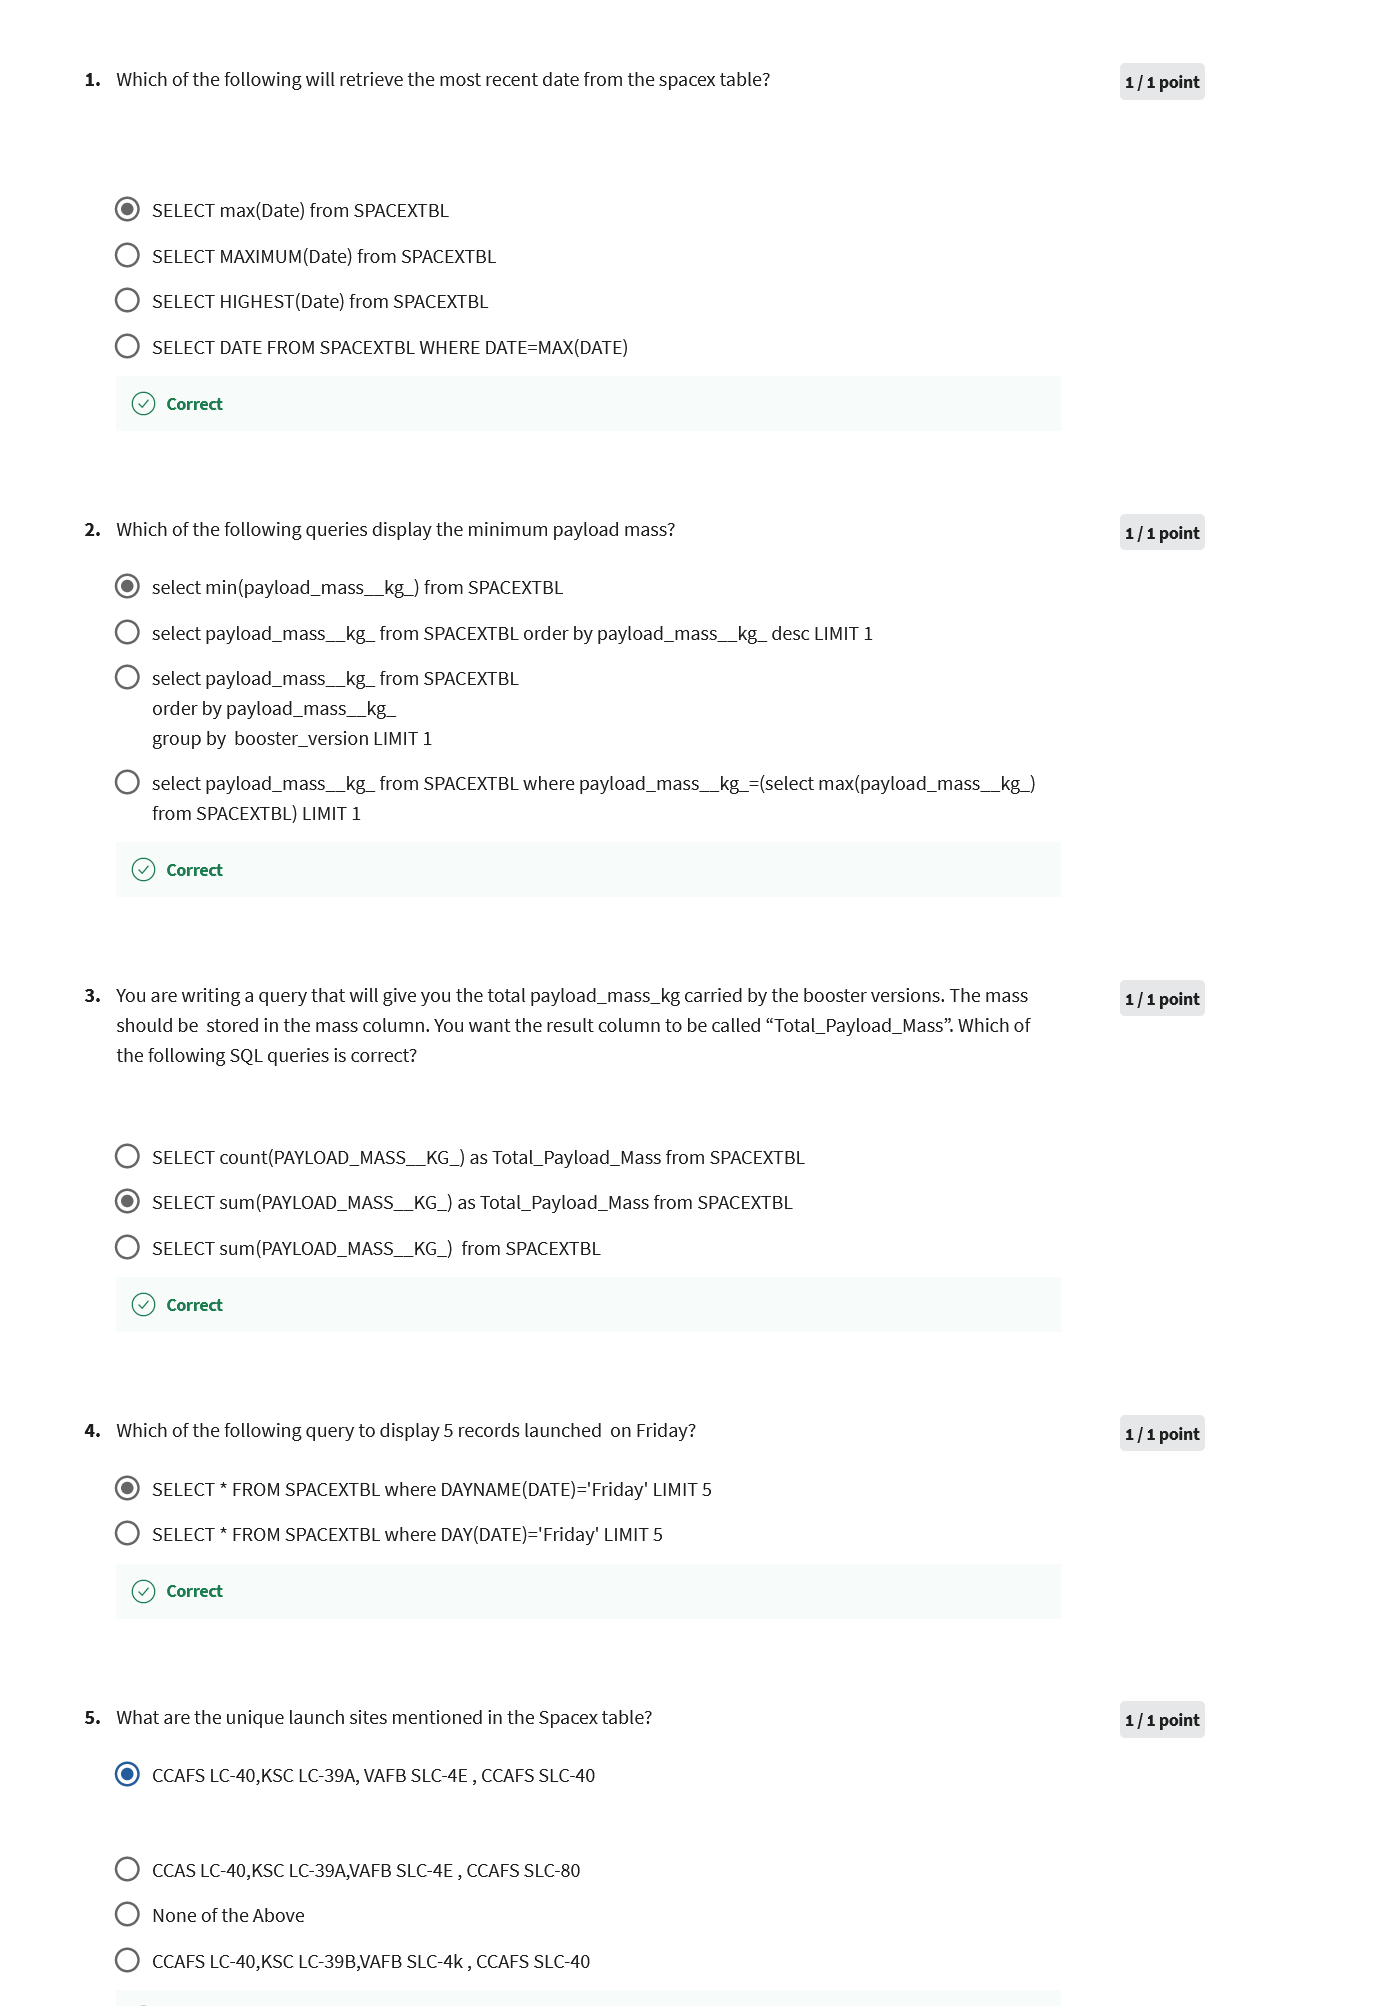 1. Which of the following will retrieve the most recent date from the spacex table?
1 / 1 point
SELECT max(Date) from SPACEXTBL
SELECT MAXIMUM(Date) from SPACEXTBL
SELECT HIGHEST(Date) from SPACEXTBL
SELECT DATE FROM SPACEXTBL WHERE DATE=MAX(DATE)
Correct
2. Which of the following queries display the minimum payload mass?
1 / 1 point
select min(payload_mass__kg_) from SPACEXTBL
select payload_mass__kg_ from SPACEXTBL order by payload_mass__kg_ desc LIMIT 1
select payload_mass__kg_ from SPACEXTBL
order by payload_mass__kg_
group by  booster_version LIMIT 1
select payload_mass__kg_ from SPACEXTBL where payload_mass__kg_=(select max(payload_mass__kg_)
from SPACEXTBL) LIMIT 1
Correct
3. You are writing a query that will give you the total payload_mass_kg carried by the booster versions. The mass
1 / 1 point
should be  stored in the mass column. You want the result column to be called “Total_Payload_Mass”. Which of
the following SQL queries is correct?
SELECT count(PAYLOAD_MASS__KG_) as Total_Payload_Mass from SPACEXTBL
SELECT sum(PAYLOAD_MASS__KG_) as Total_Payload_Mass from SPACEXTBL
SELECT sum(PAYLOAD_MASS__KG_)  from SPACEXTBL
Correct
4. Which of the following query to display 5 records launched  on Friday?
1 / 1 point
SELECT * FROM SPACEXTBL where DAYNAME(DATE)='Friday' LIMIT 5
SELECT * FROM SPACEXTBL where DAY(DATE)='Friday' LIMIT 5
Correct
5. What are the unique launch sites mentioned in the Spacex table?
1 / 1 point
CCAFS LC-40,KSC LC-39A, VAFB SLC-4E , CCAFS SLC-40
CCAS LC-40,KSC LC-39A,VAFB SLC-4E , CCAFS SLC-80
None of the Above
CCAFS LC-40,KSC LC-39B,VAFB SLC-4k , CCAFS SLC-40